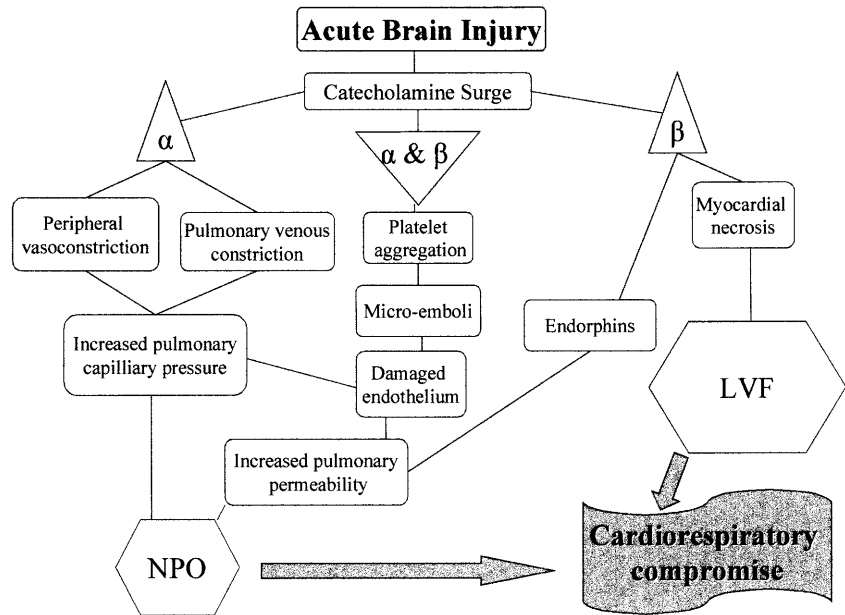 Acute Brain Injury
Catecholamine Surge
α
α & β
β
Peripheral
vasoconstriction
Pulmonary venous
constriction
Platelet
aggregation
Myocardial
necrosis
Micro-emboli
Endorphins
Increased pulmonary
capilliary pressure
Damaged
endothelium
LVF
Increased pulmonary
permeability
NPO
Cardiorespiratory
compromise